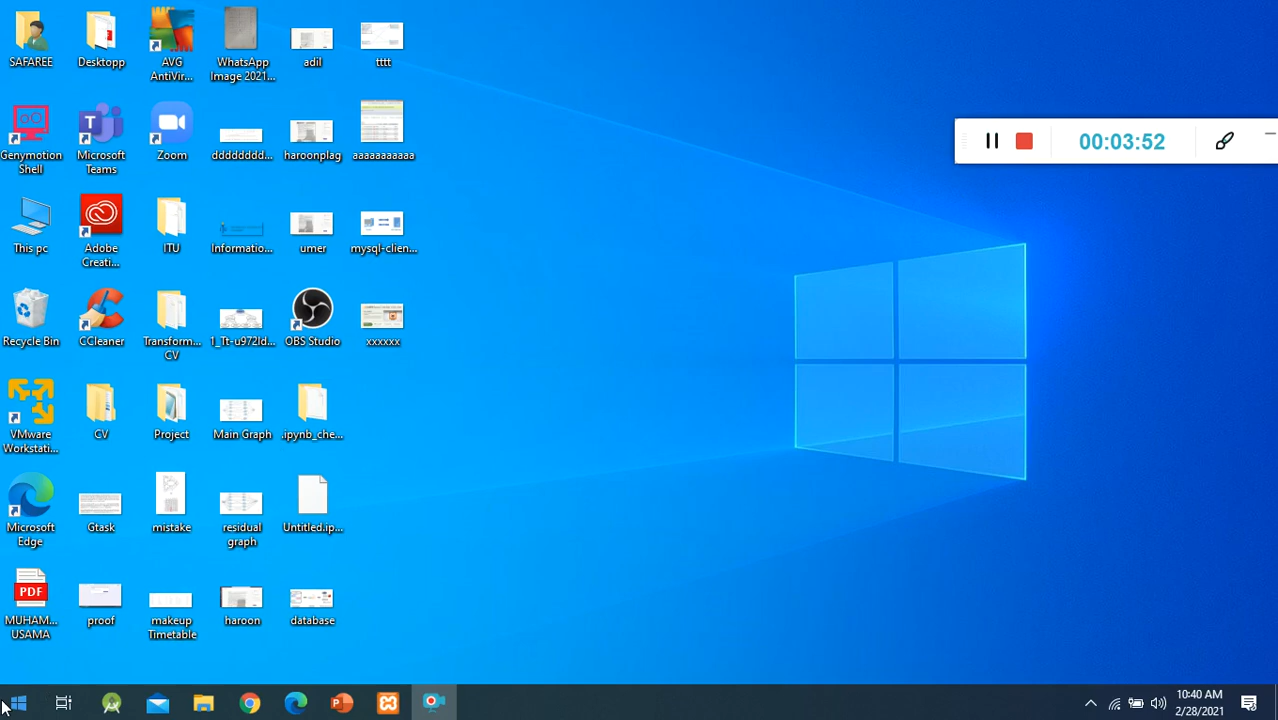 SAFAREE
Desktopp
AVG
AntiVir...
WhatsApp
Image 2021...
adil
tttt
Genymotion
Shell
Microsoft
Teams
Zoom
dddddddd...
haroonplag
aaaaaaaaaaa
00:03:52
This pc
Adobe
Creati...
ITU
Informatio...
umer
mysql-clien...
Recycle Bin
CCleaner
Transform...
CV
1_Tt-u972ld...
OBS Studio
xxxxxx
VMware
Workstati...
CV
Project
Main Graph
.ipynb_che...
Microsoft
Edge
Gtask
mistake
residual
graph
Untitled.ip...
PDF
MUHAM...
USAMA
proof
makeup
Timetable
haroon
database
10:40 AM
2/28/2021